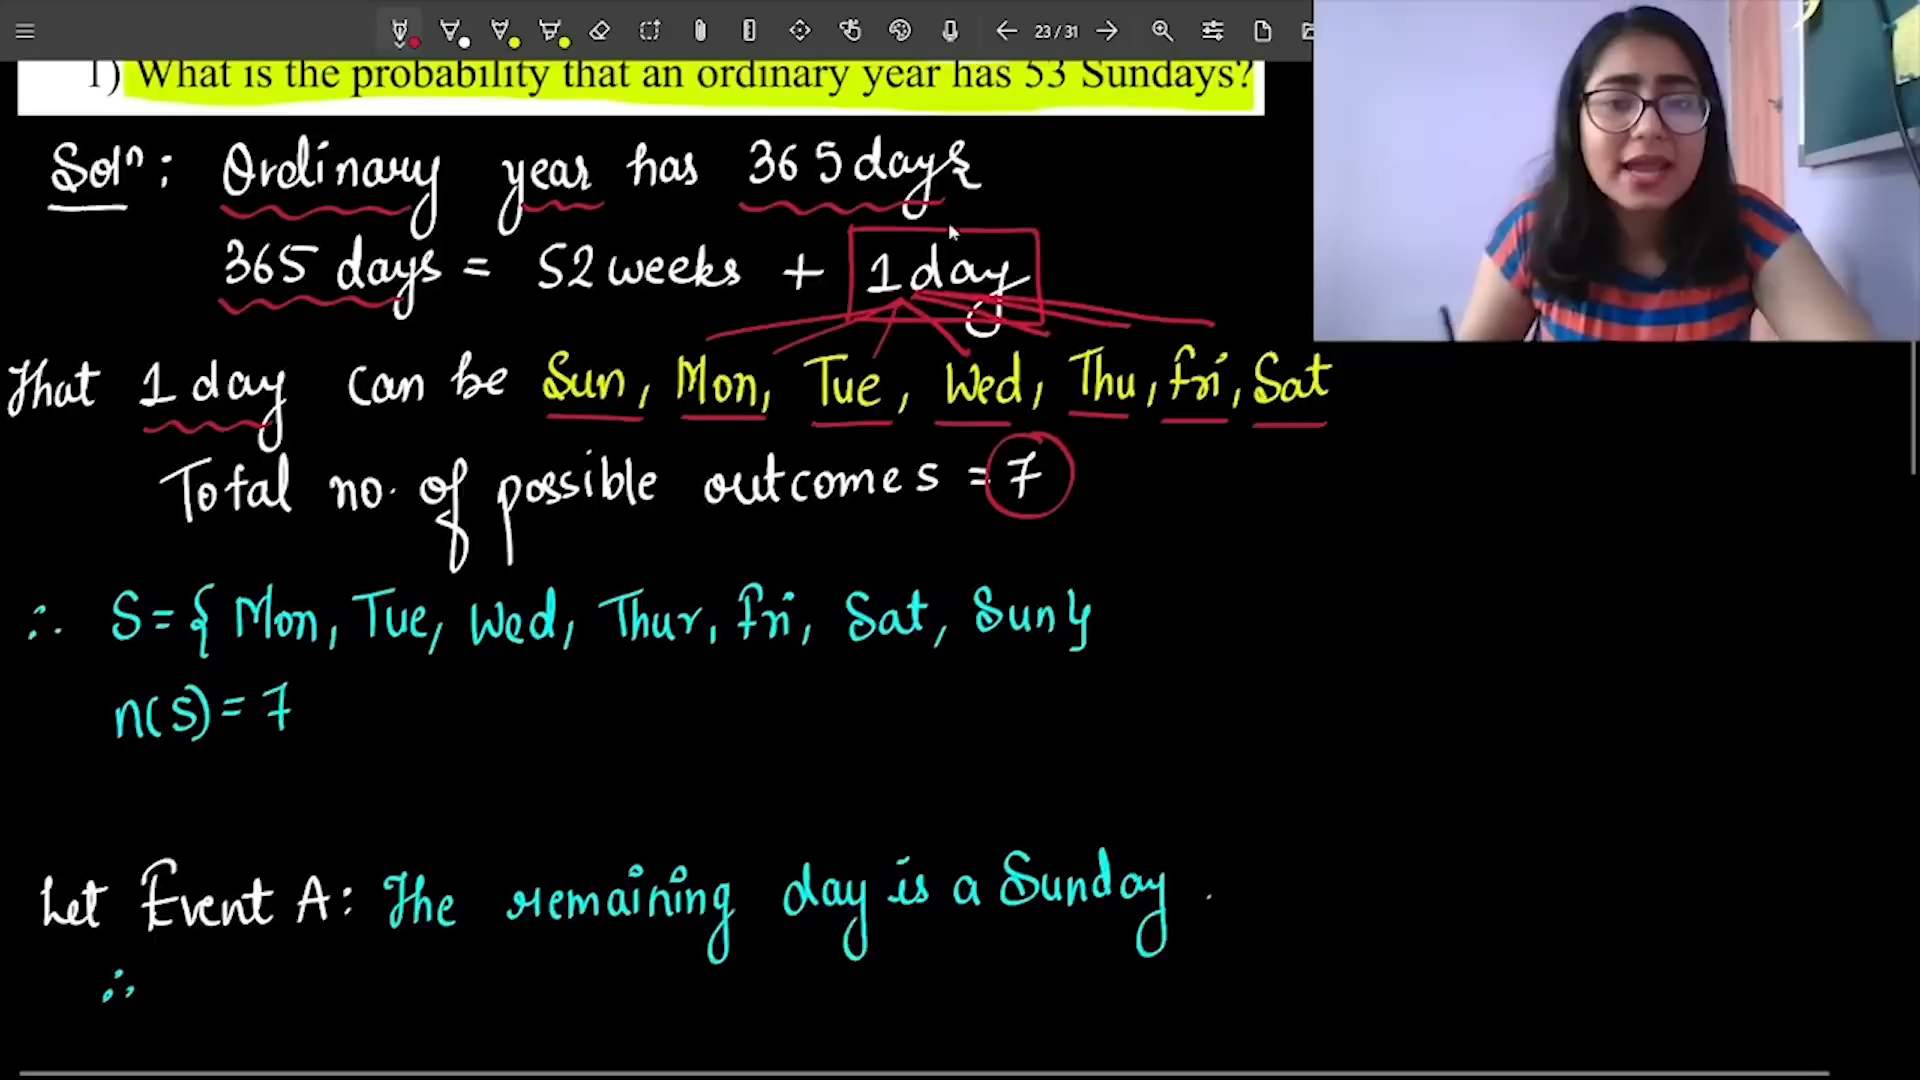 23/31
1) What is the probability that an ordinary year has 53 Sundays?
Solⁿ: Ordinary year has 365 days
365 days = 52 weeks + 1 day
That 1 day can be Sun, Mon, Tue, Wed, Thu, Fri, Sat
Total no. of possible outcomes = 7
∴ S = { Mon, Tue, Wed, Thur, Fri, Sat, Sun }
n(S) = 7
Let Event A: The remaining day is a Sunday.
∴